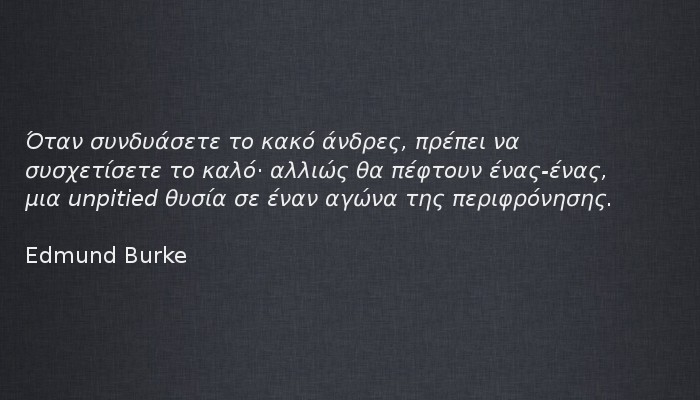 Όταν συνδυάσετε το κακό άνδρες, πρέπει να
συσχετίσετε το καλό· αλλιώς θα πέφτουν ένας-ένας,
μια unpitied θυσία σε έναν αγώνα της περιφρόνησης.
Edmund Burke